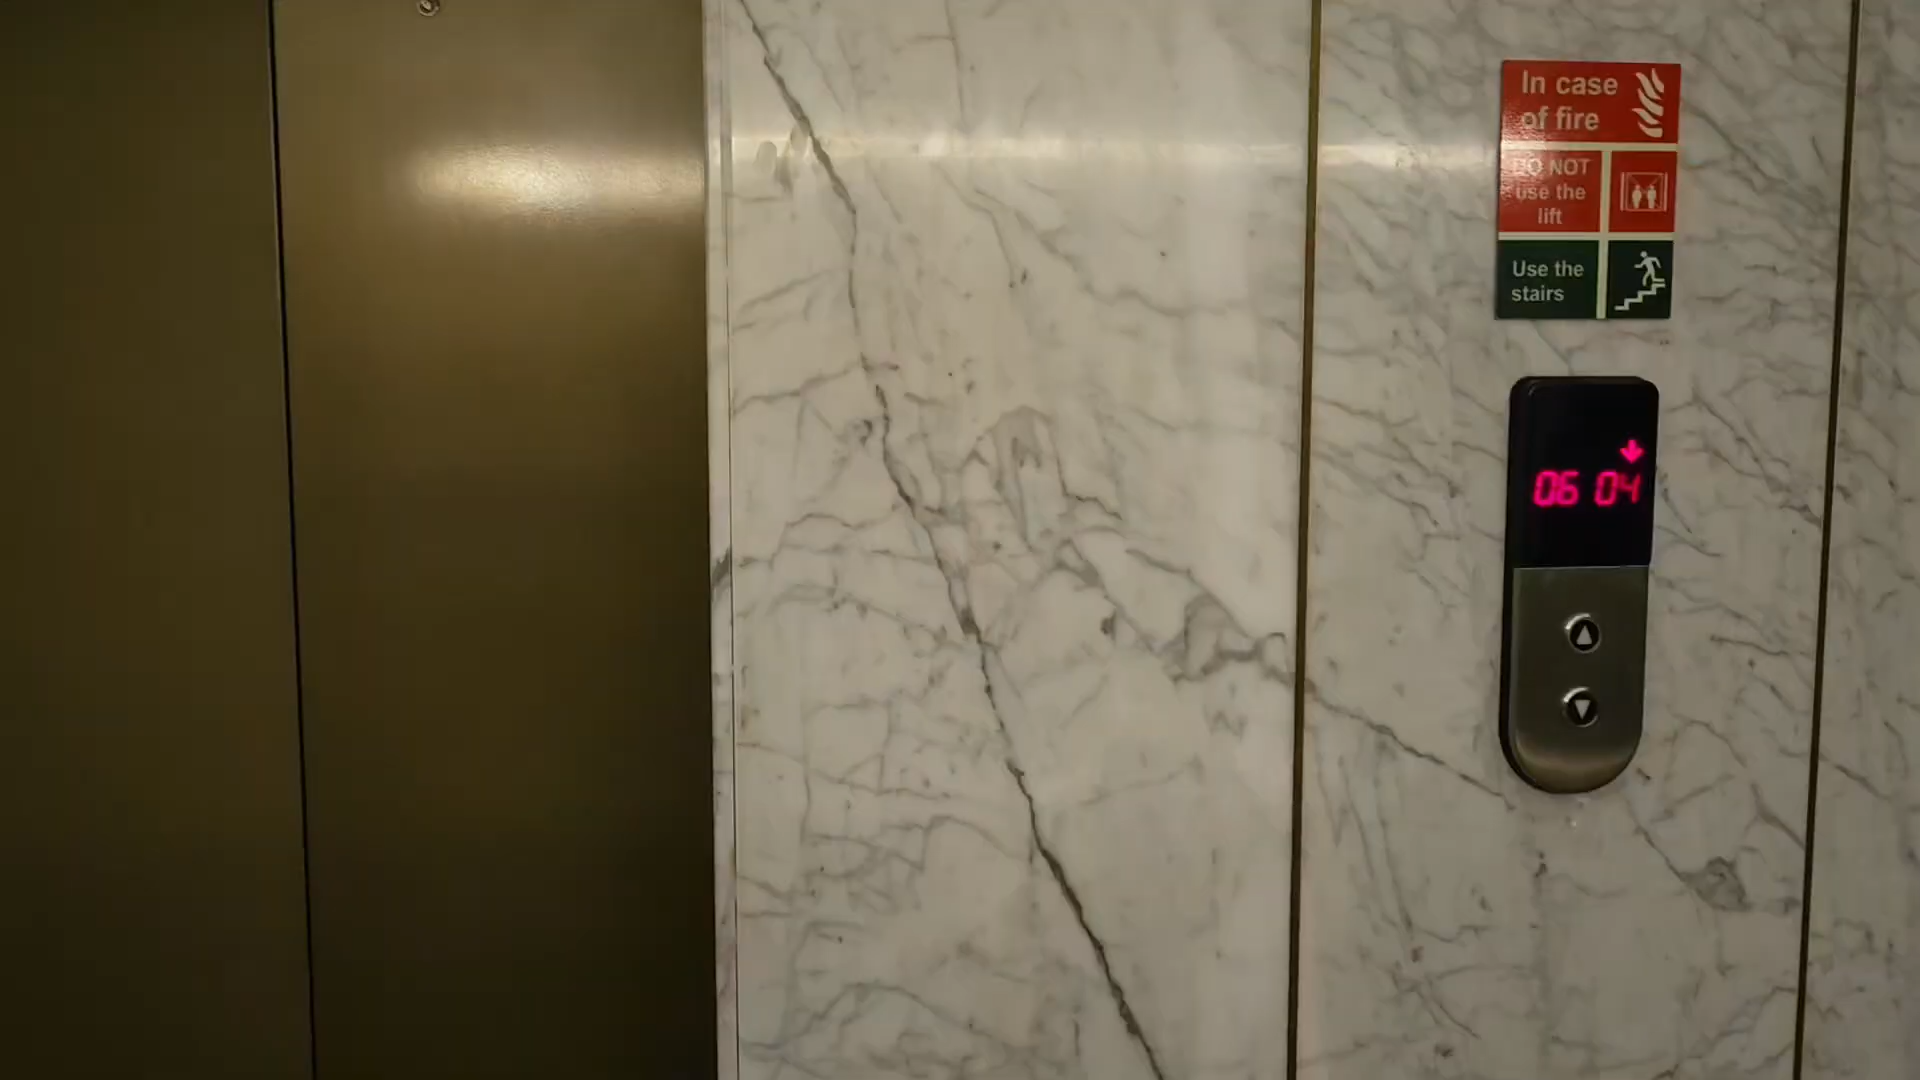 In case
of fire
DO NOT
use the
lift
Use the
stairs
06 04